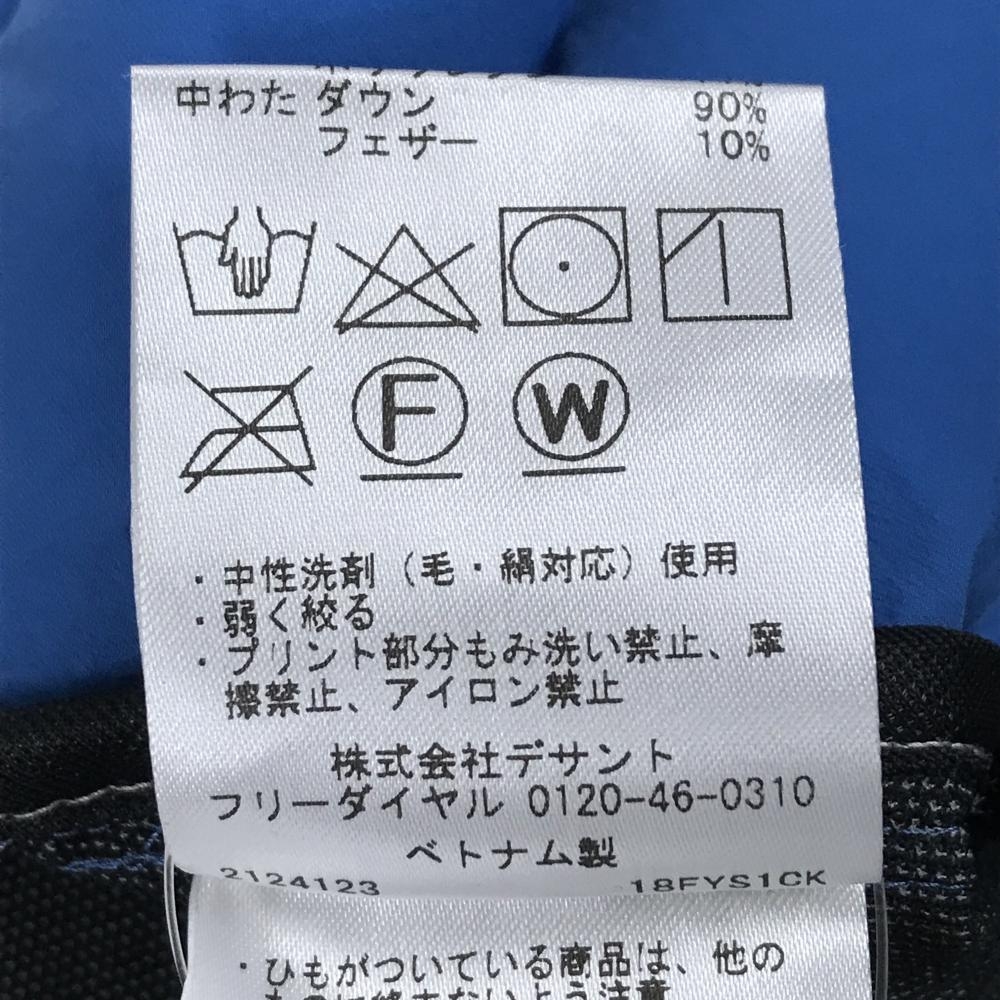 中わた ダウン 90%
フェザー 10%
F W
・中性洗剤（毛・絹対応）使用
・弱く絞る
・プリント部分もみ洗い禁止、摩
擦禁止、アイロン禁止
株式会社デサント
フリーダイヤル 0120-46-0310
ベトナム製
2124123 18FYS1CK
・ひもがついている商品は、他の